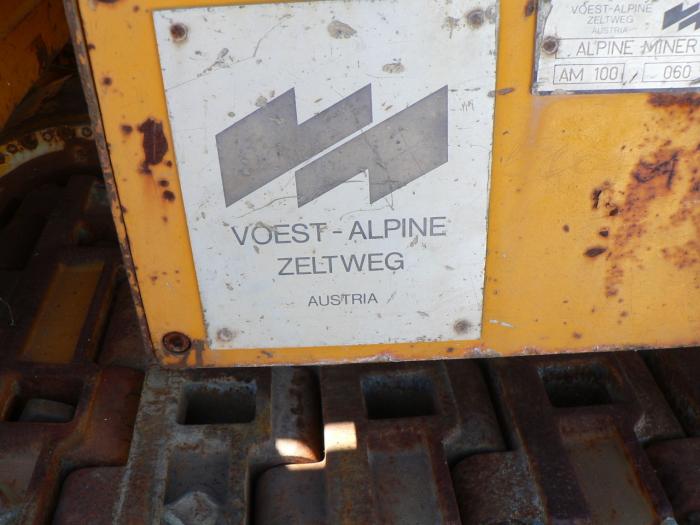 VOEST-ALPINE
ZELTWEG
AUSTRIA
VOEST-ALPINE
ZELTWEG
AUSTRIA
ALPINE-MINER
AM 100 / 060